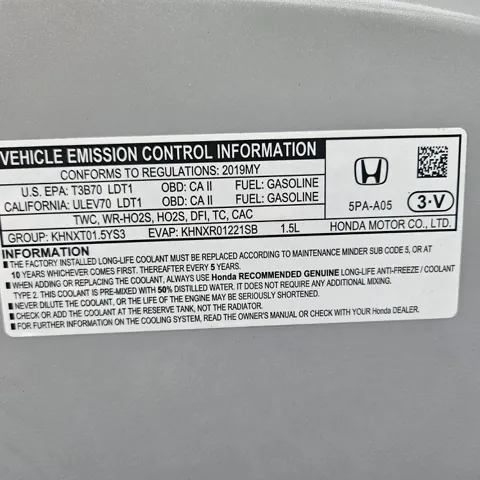 VEHICLE EMISSION CONTROL INFORMATION
CONFORMS TO REGULATIONS: 2019MY
U.S. EPA: T3B70 LDT1 OBD: CA II FUEL: GASOLINE
CALIFORNIA: ULEV70 LDT1 OBD: CA II FUEL: GASOLINE
TWC, WR-HO2S, HO2S, DFI, TC, CAC
GROUP: KHNXT01.5YS3 EVAP: KHNXR01221SB 1.5L
5PA-A05 3·V
HONDA MOTOR CO., LTD.
INFORMATION
■ THE FACTORY INSTALLED LONG-LIFE COOLANT MUST BE REPLACED ACCORDING TO MAINTENANCE MINDER SUB CODE 5, OR AT
10 YEARS WHICHEVER COMES FIRST. THEREAFTER EVERY 5 YEARS.
■ WHEN ADDING OR REPLACING THE COOLANT, ALWAYS USE Honda RECOMMENDED GENUINE LONG-LIFE ANTI-FREEZE / COOLANT
TYPE 2. THIS COOLANT IS PRE-MIXED WITH 50% DISTILLED WATER. IT DOES NOT REQUIRE ANY ADDITIONAL MIXING.
■ NEVER DILUTE THE COOLANT, OR THE LIFE OF THE ENGINE MAY BE SERIOUSLY SHORTENED.
■ CHECK OR ADD THE COOLANT AT THE RESERVE TANK, NOT THE RADIATOR.
■ FOR FURTHER INFORMATION ON THE COOLING SYSTEM, READ THE OWNER'S MANUAL OR CHECK WITH YOUR Honda DEALER.